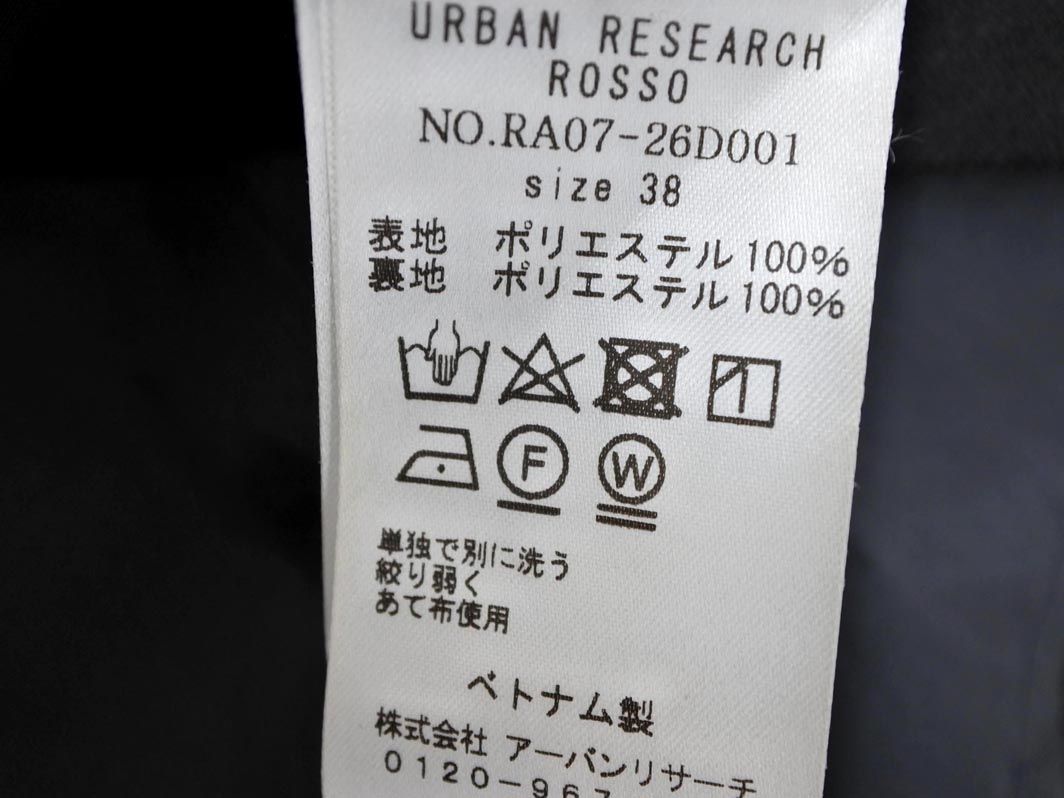 URBAN RESEARCH
ROSSO
NO.RA07-26D001
size 38
表地 ポリエステル100%
裏地 ポリエステル100%
F W
単独で別に洗う
絞り弱く
あて布使用
ベトナム製
株式会社 アーバンリサーチ
0120-967